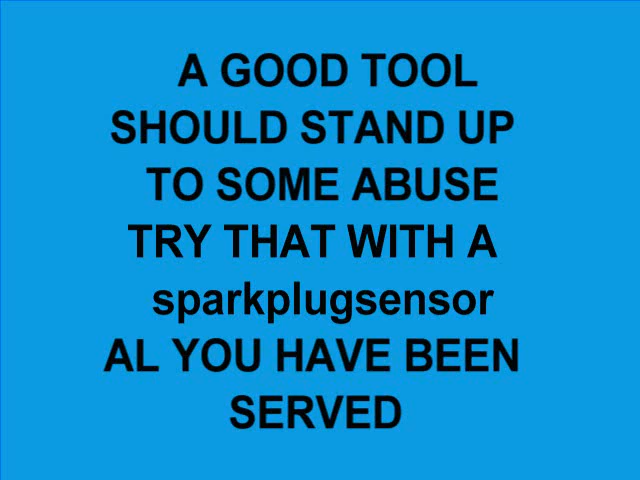 A GOOD TOOL
SHOULD STAND UP
TO SOME ABUSE
TRY THAT WITH A
sparkplugsensor
AL YOU HAVE BEEN
SERVED